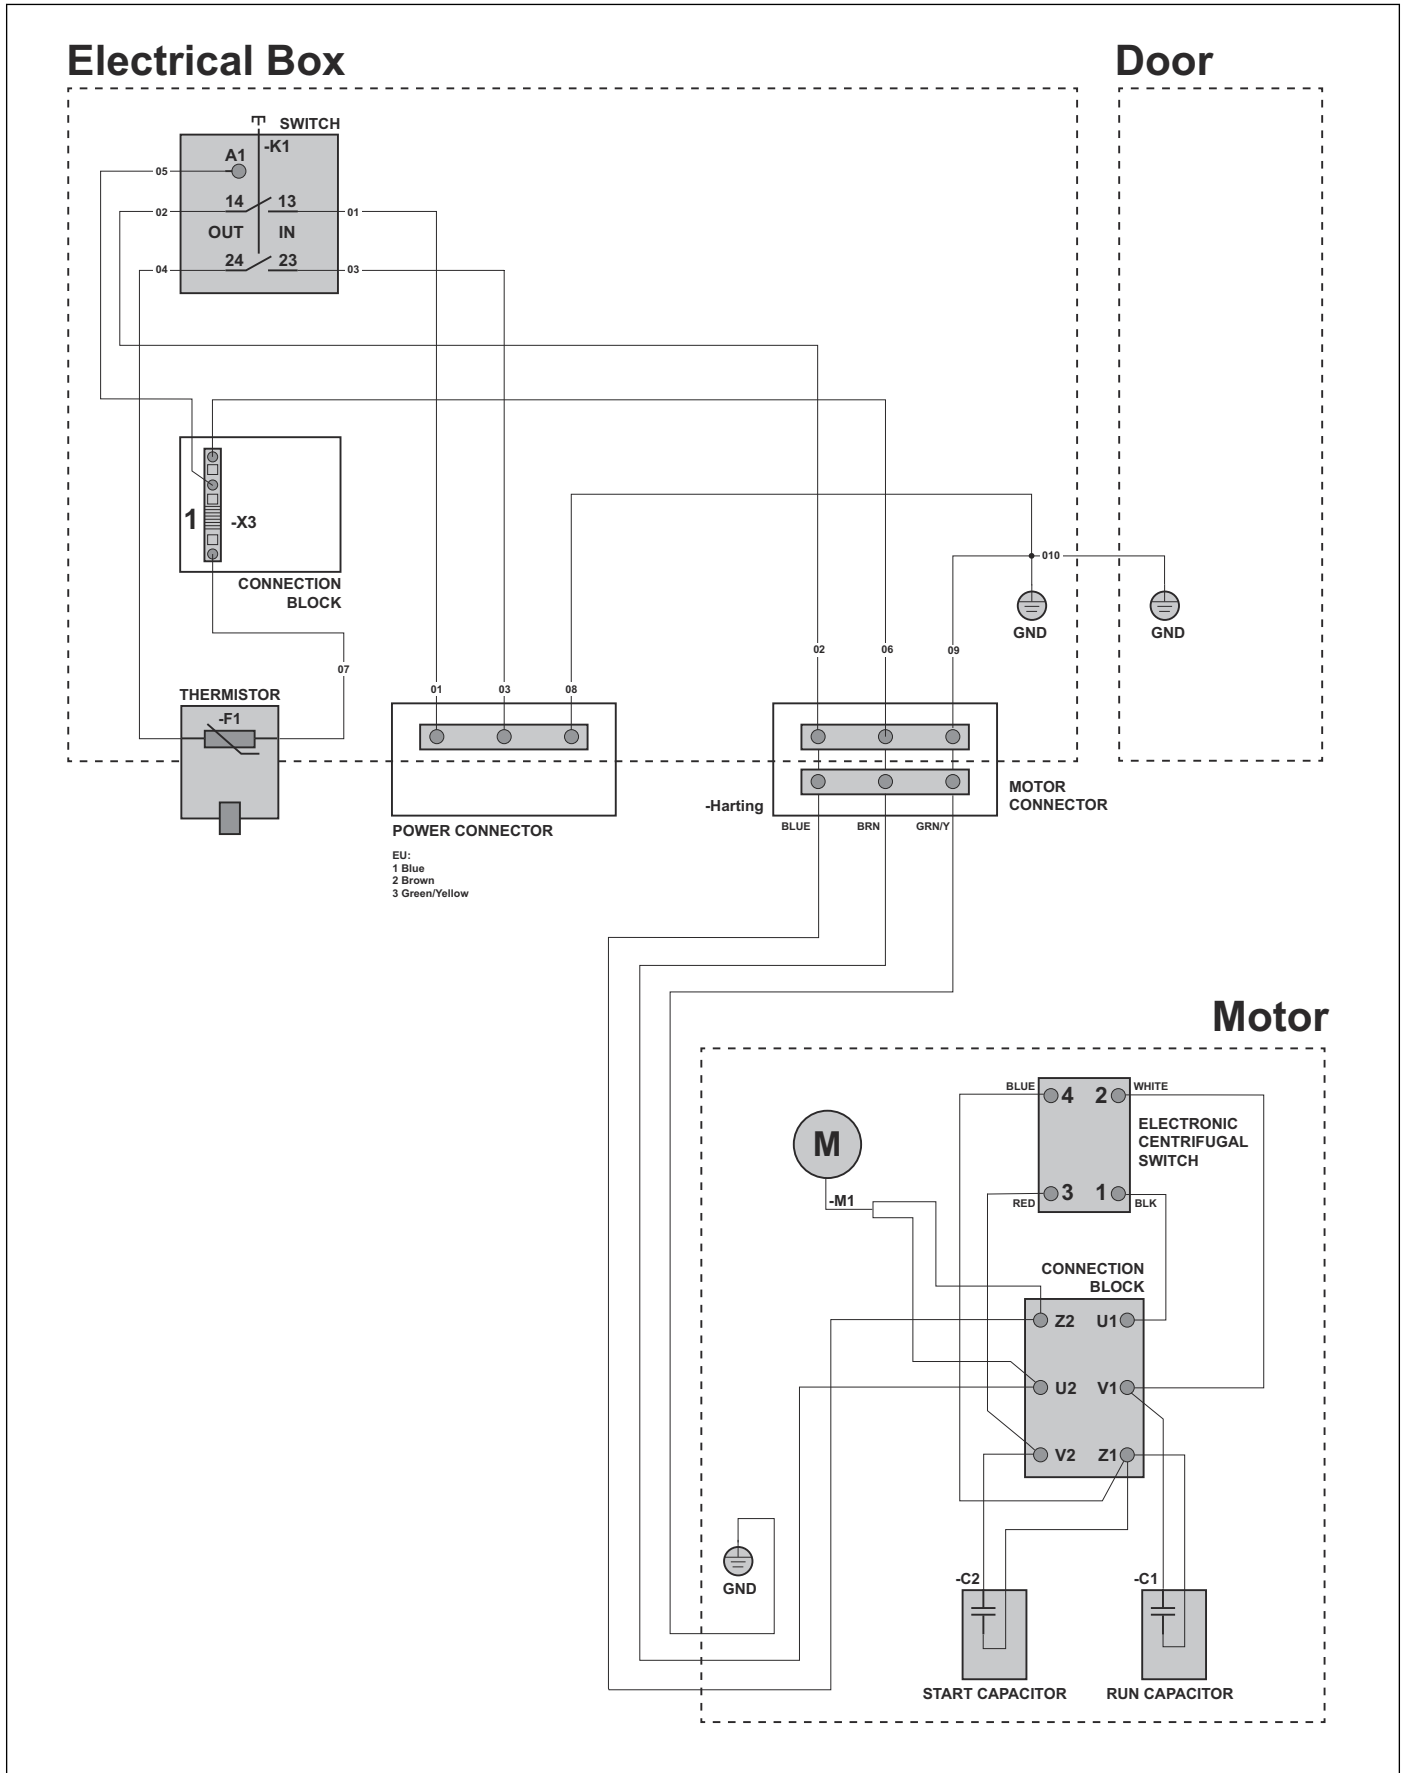 Electrical Box
Door
SWITCH
-K1
A1
05
14 13
02
01
OUT IN
24 23
04
03
1
-X3
CONNECTION
BLOCK
010
GND
GND
02
06
09
07
THERMISTOR
-F1
01
03
08
-Harting
MOTOR
CONNECTOR
BLUE
BRN
GRN/Y
POWER CONNECTOR
EU:
1 Blue
2 Brown
3 Green/Yellow
Motor
BLUE
4 2
WHITE
ELECTRONIC
CENTRIFUGAL
SWITCH
M
-M1
3 1
RED
BLK
CONNECTION
BLOCK
Z2 U1
U2 V1
V2 Z1
GND
-C2
-C1
START CAPACITOR
RUN CAPACITOR